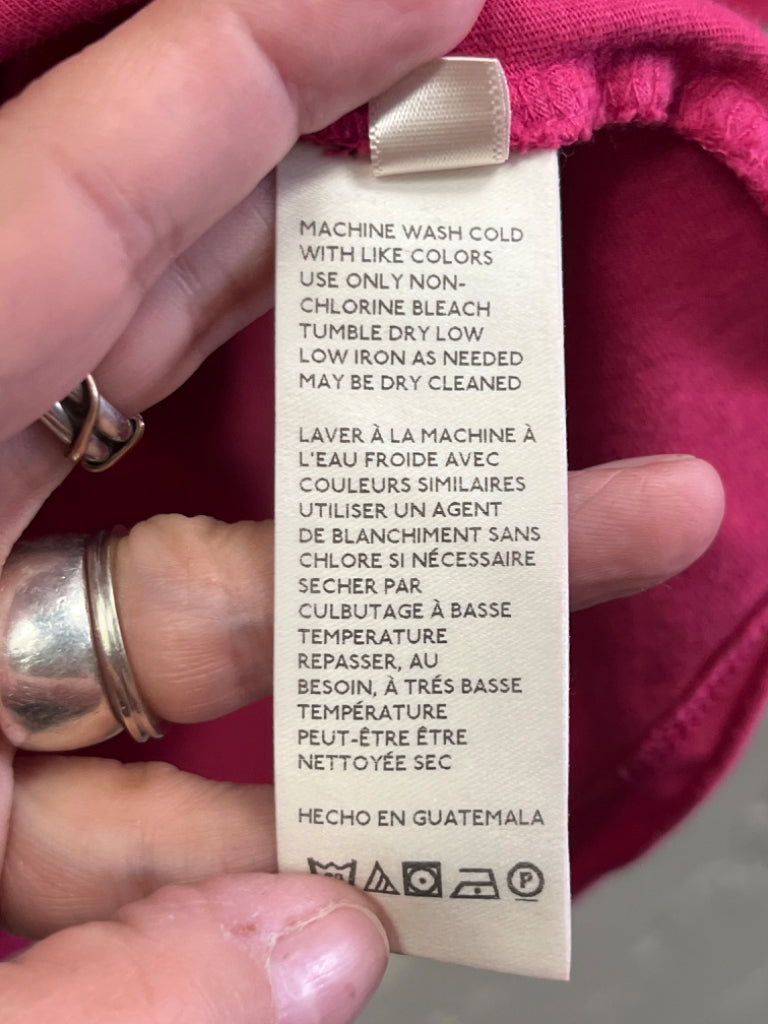 MACHINE WASH COLD
WITH LIKE COLORS
USE ONLY NON-
CHLORINE BLEACH
TUMBLE DRY LOW
LOW IRON AS NEEDED
MAY BE DRY CLEANED
LAVER À LA MACHINE À
L'EAU FROIDE AVEC
COULEURS SIMILAIRES
UTILISER UN AGENT
DE BLANCHIMENT SANS
CHLORE SI NÉCESSAIRE
SECHER PAR
CULBUTAGE À BASSE
TEMPERATURE
REPASSER, AU
BESOIN, À TRÉS BASSE
TEMPÉRATURE
PEUT-ÊTRE ÊTRE
NETTOYÉE SEC
HECHO EN GUATEMALA
P